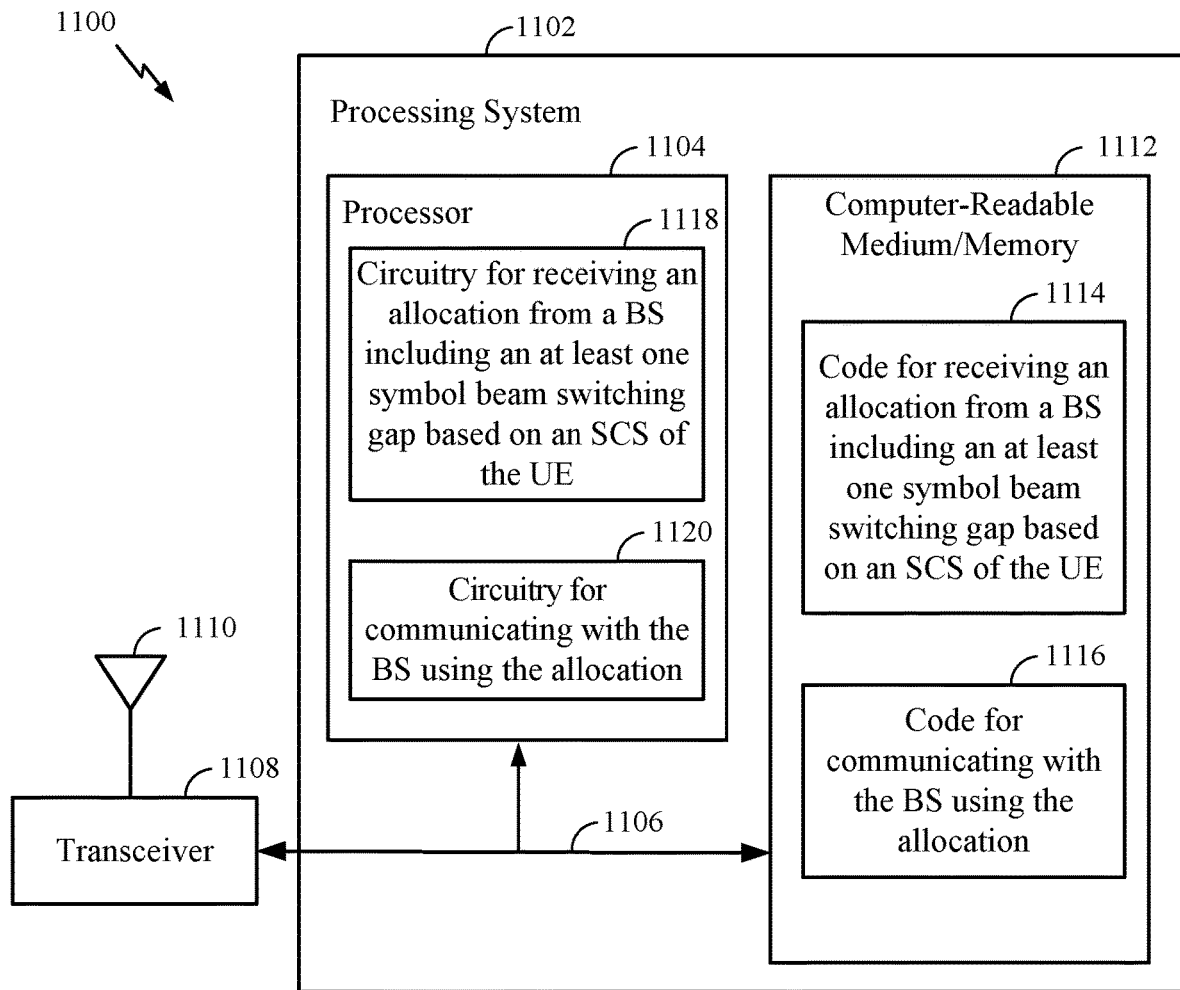 1100
1102
Processing System
1104
Processor
1118
Circuitry for receiving an
allocation from a BS
including an at least one
symbol beam switching
gap based on an SCS of
the UE
1120
Circuitry for
communicating with the
BS using the allocation
1112
Computer-Readable
Medium/Memory
1114
Code for receiving an
allocation from a BS
including an at least
one symbol beam
switching gap based
on an SCS of the UE
1116
Code for
communicating with
the BS using the
allocation
1110
1108
Transceiver
1106